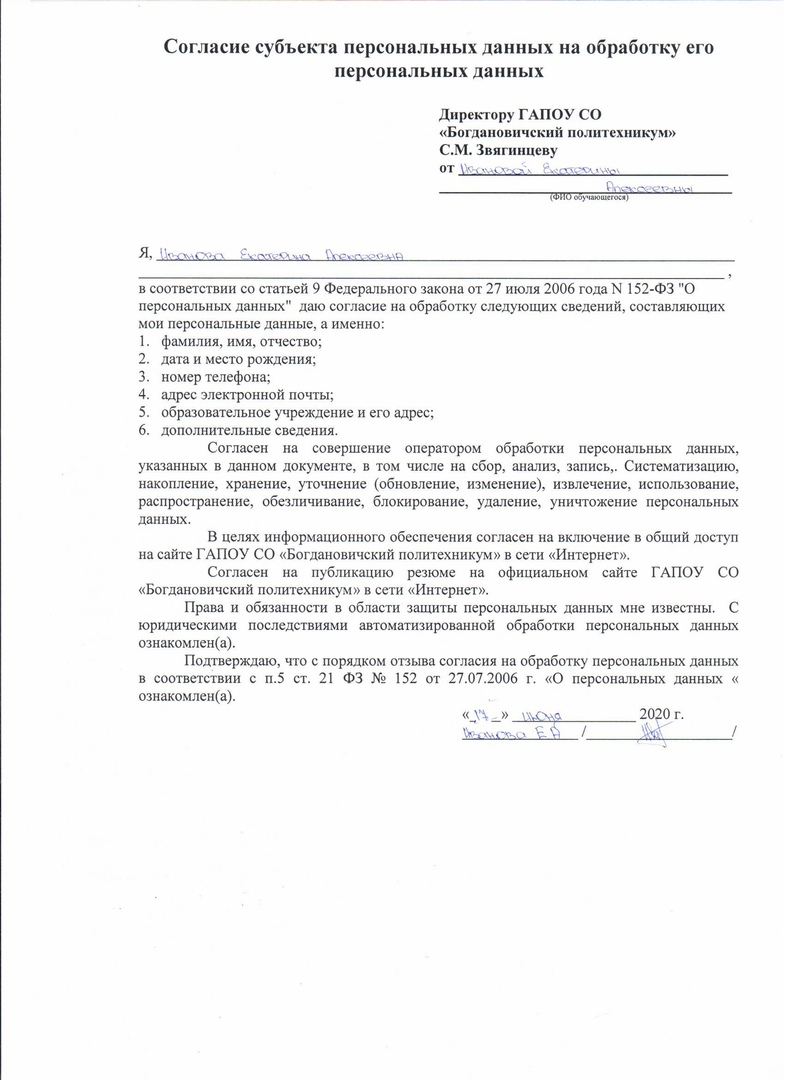 Согласие субъекта персональных данных на обработку его
персональных данных
Директору ГАПОУ СО
«Богдановичский политехникум»
С.М. Звягинцеву
от Ивановой Екатерины
Алексеевны
(ФИО обучающегося)
Я, Иванова Екатерина Алексеевна
,
в соответствии со статьей 9 Федерального закона от 27 июля 2006 года N 152-ФЗ "О
персональных данных" даю согласие на обработку следующих сведений, составляющих
мои персональные данные, а именно:
1. фамилия, имя, отчество;
2. дата и место рождения;
3. номер телефона;
4. адрес электронной почты;
5. образовательное учреждение и его адрес;
6. дополнительные сведения.
Согласен на совершение оператором обработки персональных данных,
указанных в данном документе, в том числе на сбор, анализ, запись,. Систематизацию,
накопление, хранение, уточнение (обновление, изменение), извлечение, использование,
распространение, обезличивание, блокирование, удаление, уничтожение персональных
данных.
В целях информационного обеспечения согласен на включение в общий доступ
на сайте ГАПОУ СО «Богдановичский политехникум» в сети «Интернет».
Согласен на публикацию резюме на официальном сайте ГАПОУ СО
«Богдановичский политехникум» в сети «Интернет».
Права и обязанности в области защиты персональных данных мне известны. С
юридическими последствиями автоматизированной обработки персональных данных
ознакомлен(а).
Подтверждаю, что с порядком отзыва согласия на обработку персональных данных
в соответствии с п.5 ст. 21 ФЗ № 152 от 27.07.2006 г. «О персональных данных «
ознакомлен(а).
«17» июня 2020 г.
Иванова Е.А / /